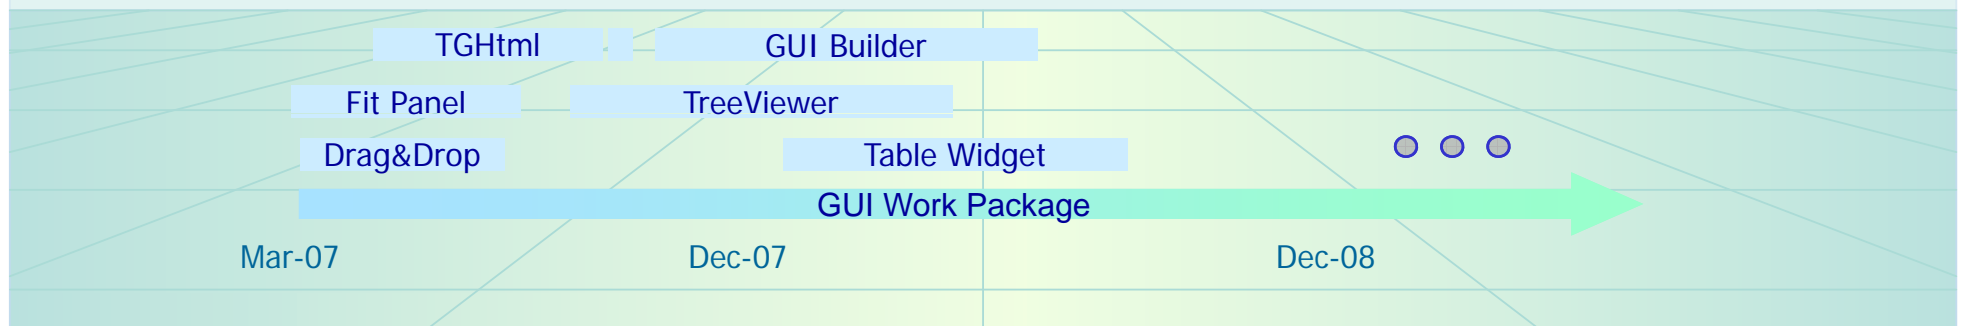 TGHtml GUI Builder
Fit Panel TreeViewer
Drag&Drop Table Widget
GUI Work Package
Mar-07 Dec-07 Dec-08